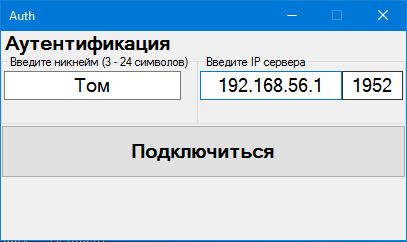 Auth
Аутентификация
Введите никнейм (3 - 24 символов) Введите IP сервера
Том 192.168.56.1 1952
Подключиться